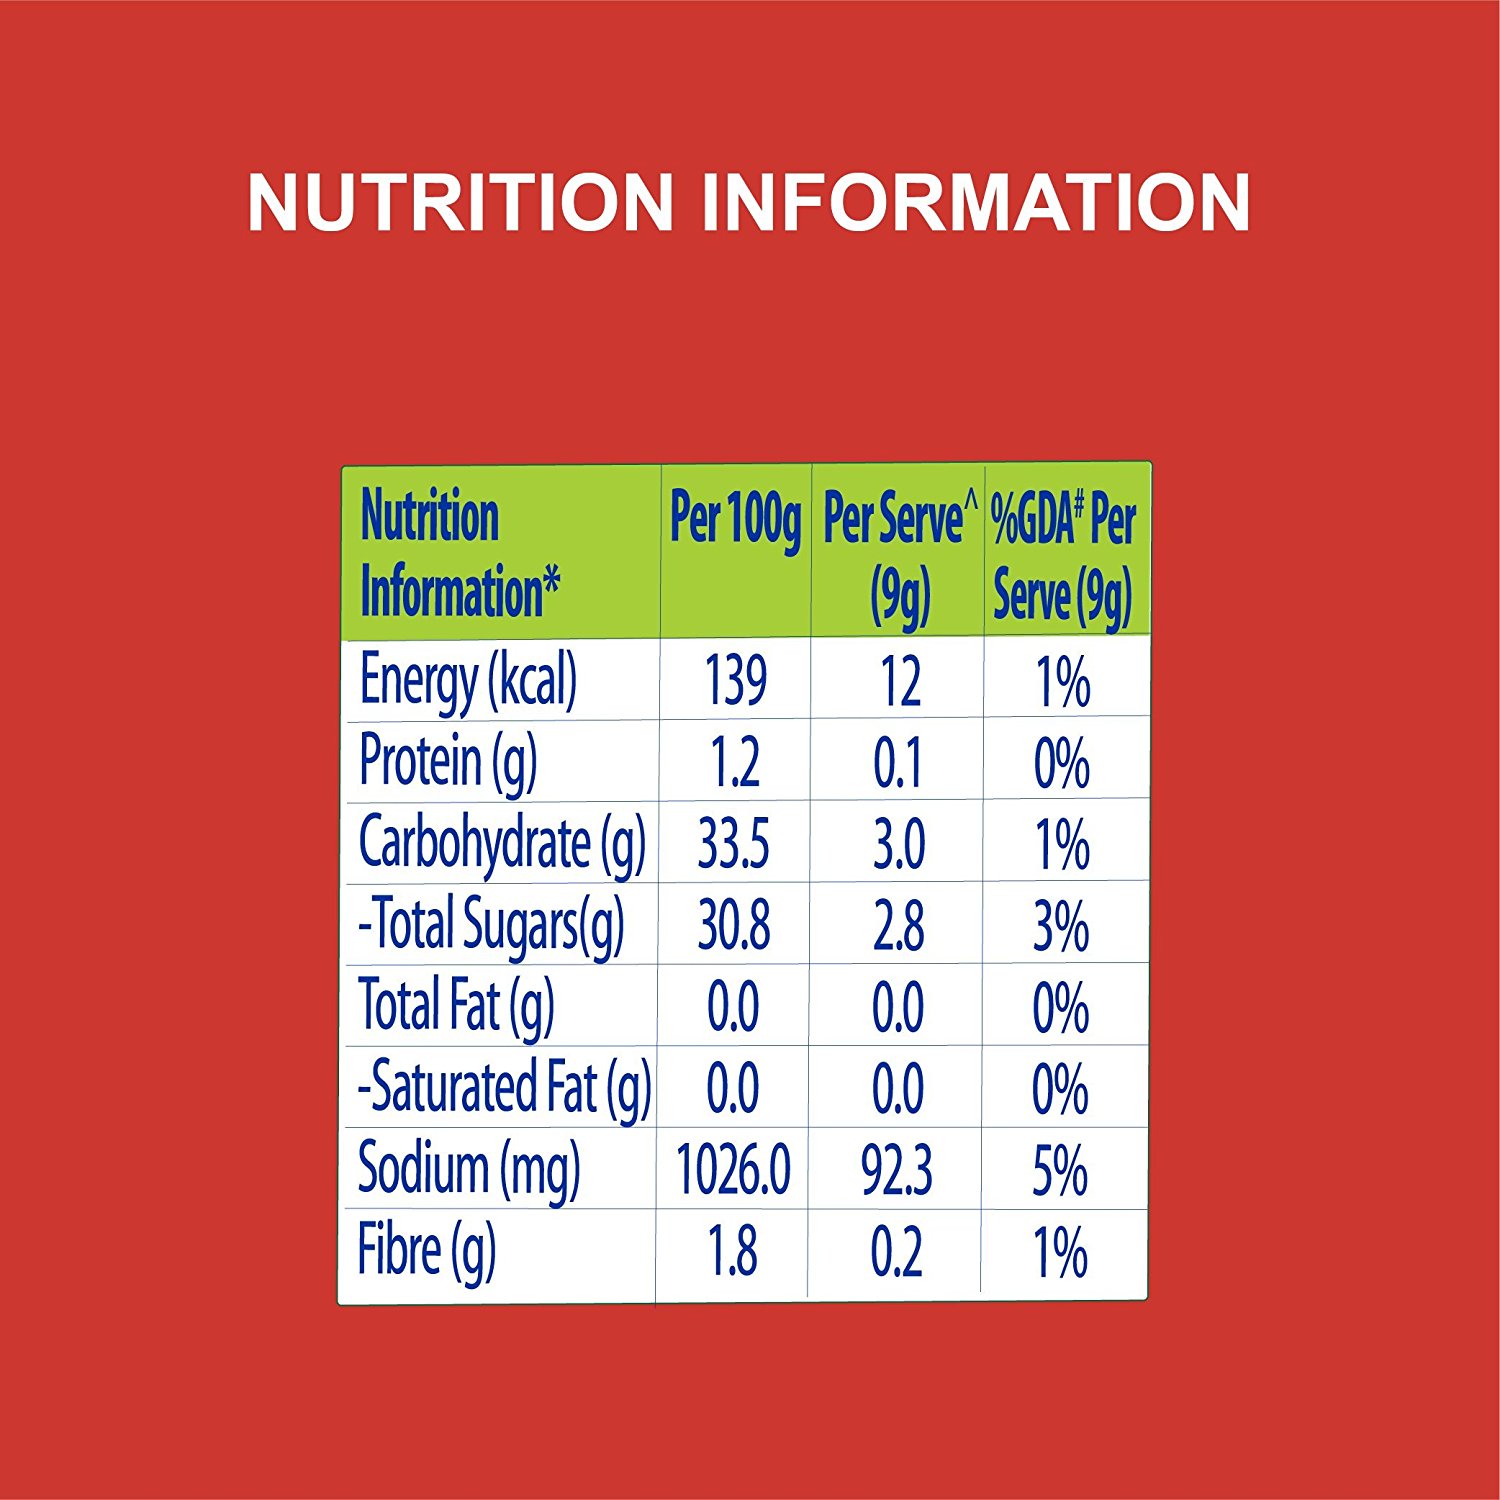 NUTRITION INFORMATION
Nutrition Information* Per 100g Per Serve^ (9g) %GDA# Per Serve (9g)
Energy (kcal) 139 12 1%
Protein (g) 1.2 0.1 0%
Carbohydrate (g) 33.5 3.0 1%
-Total Sugars(g) 30.8 2.8 3%
Total Fat (g) 0.0 0.0 0%
-Saturated Fat (g) 0.0 0.0 0%
Sodium (mg) 1026.0 92.3 5%
Fibre (g) 1.8 0.2 1%